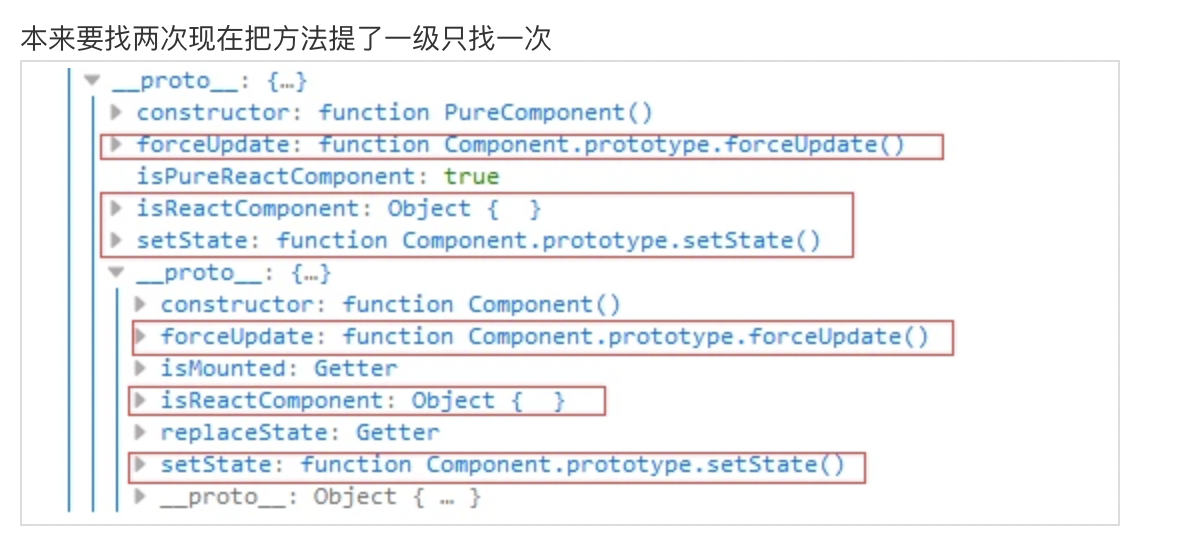 本来要找两次现在把方法提了一级只找一次
__proto__: {…}
constructor: function PureComponent()
forceUpdate: function Component.prototype.forceUpdate()
isPureReactComponent: true
isReactComponent: Object {  }
setState: function Component.prototype.setState()
__proto__: {…}
constructor: function Component()
forceUpdate: function Component.prototype.forceUpdate()
isMounted: Getter
isReactComponent: Object {  }
replaceState: Getter
setState: function Component.prototype.setState()
__proto__: Object { … }